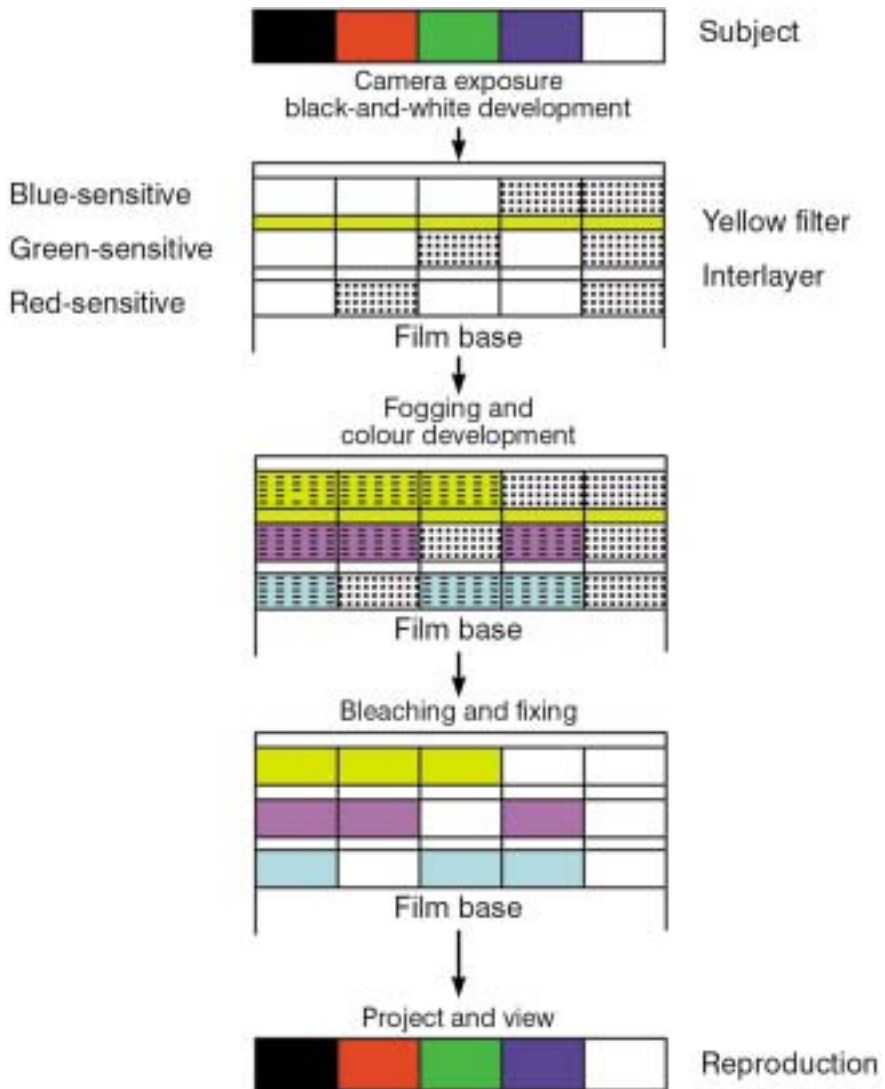 Subject
Camera exposure
black-and-white development
Blue-sensitive
Yellow filter
Green-sensitive
Interlayer
Red-sensitive
Film base
Fogging and
colour development
Film base
Bleaching and fixing
Film base
Project and view
Reproduction